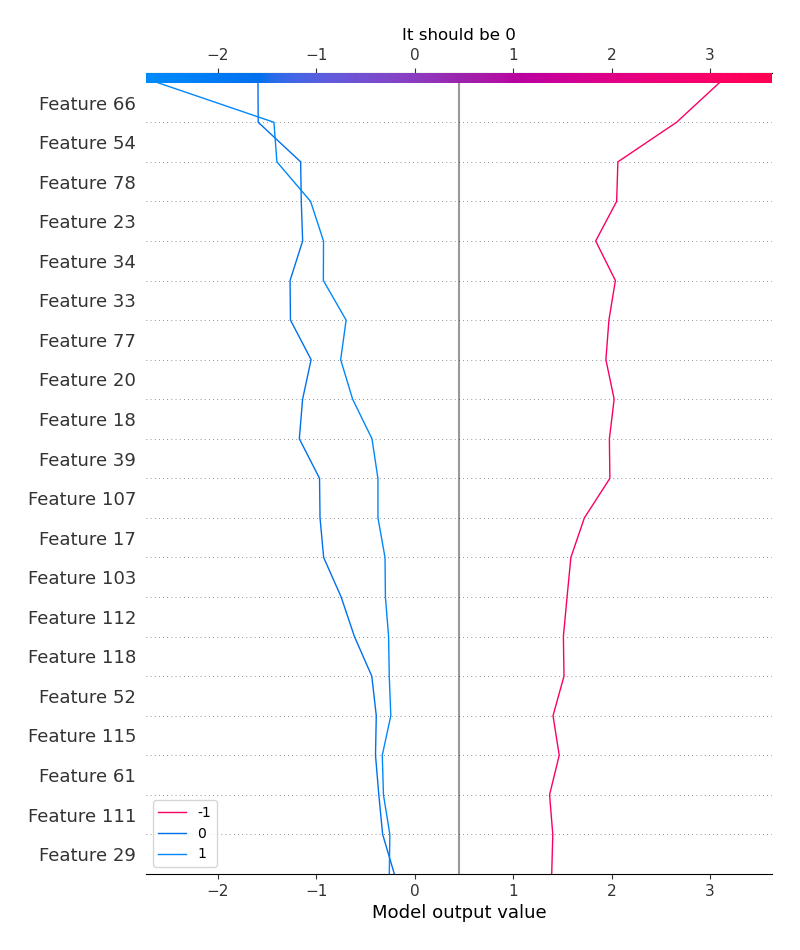 It should be 0
−2 −1 0 1 2 3
Feature 66
Feature 54
Feature 78
Feature 23
Feature 34
Feature 33
Feature 77
Feature 20
Feature 18
Feature 39
Feature 107
Feature 17
Feature 103
Feature 112
Feature 118
Feature 52
Feature 115
Feature 61
Feature 111
Feature 29
-1
0
1
−2 −1 0 1 2 3
Model output value